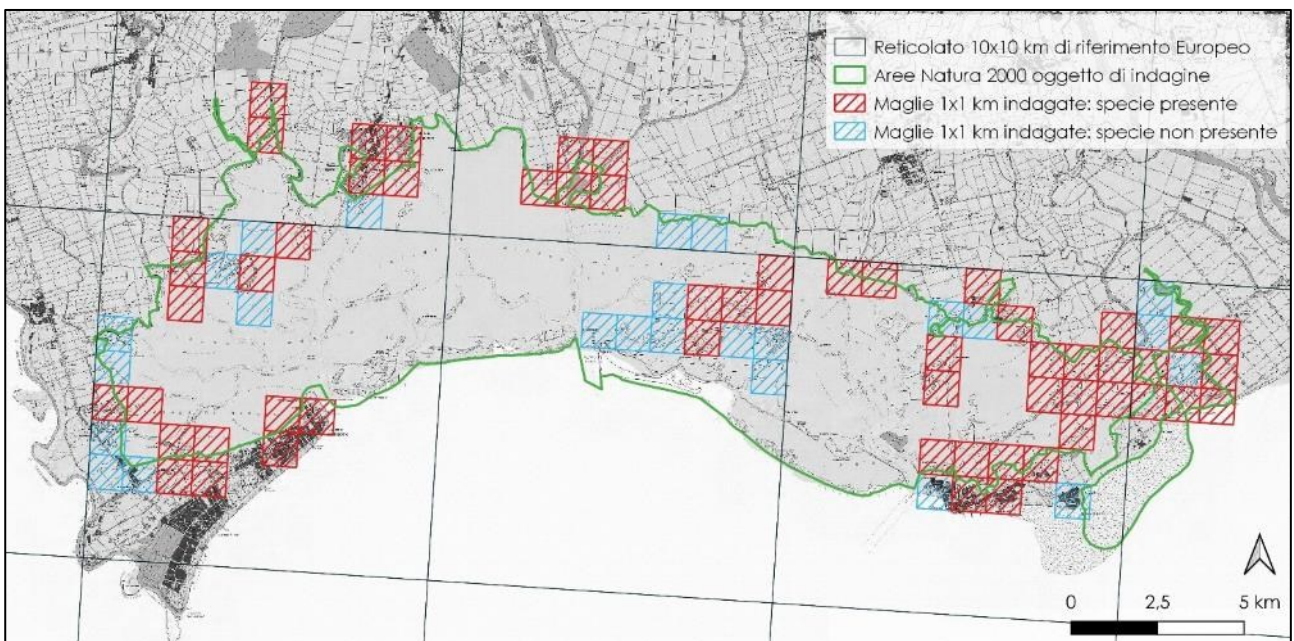 Reticolato 10x10 km di riferimento Europeo
Aree Natura 2000 oggetto di indagine
Maglie 1x1 km indagate: specie presente
Maglie 1x1 km indagate: specie non presente
0 2,5 5 km